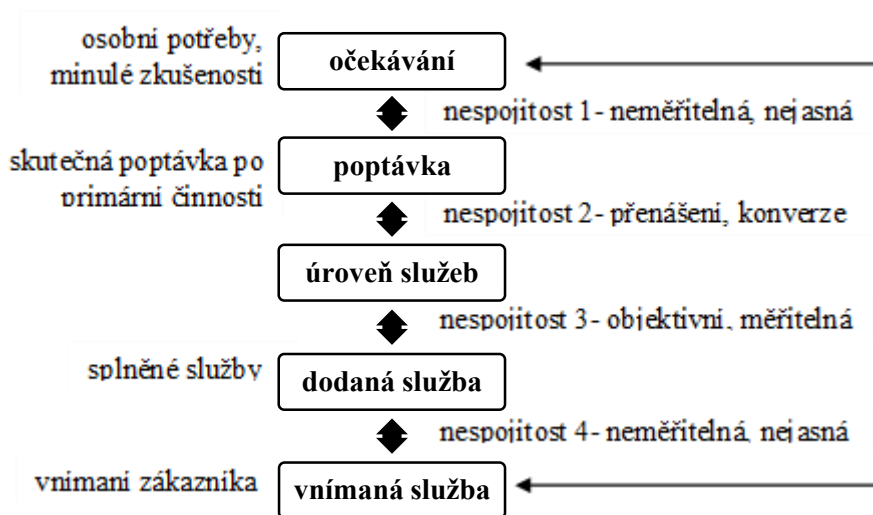 osobní potřeby,
minulé zkušenosti
očekávání
nespojitost 1- neměřitelná, nejasná
skutečná poptávka po
primární činnosti
poptávka
nespojitost 2- přenášení, konverze
úroveň služeb
nespojitost 3- objektivní, měřitelná
splněné služby
dodaná služba
nespojitost 4- neměřitelná, nejasná
vnímaní zákazníka
vnímaná služba